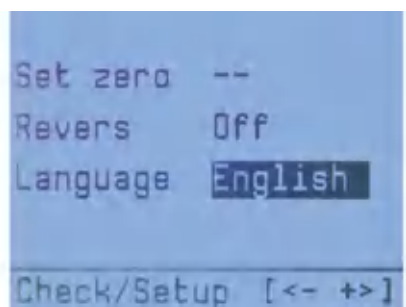 Set zero --
Revers Off
Language English
Check/Setup [<- +>]